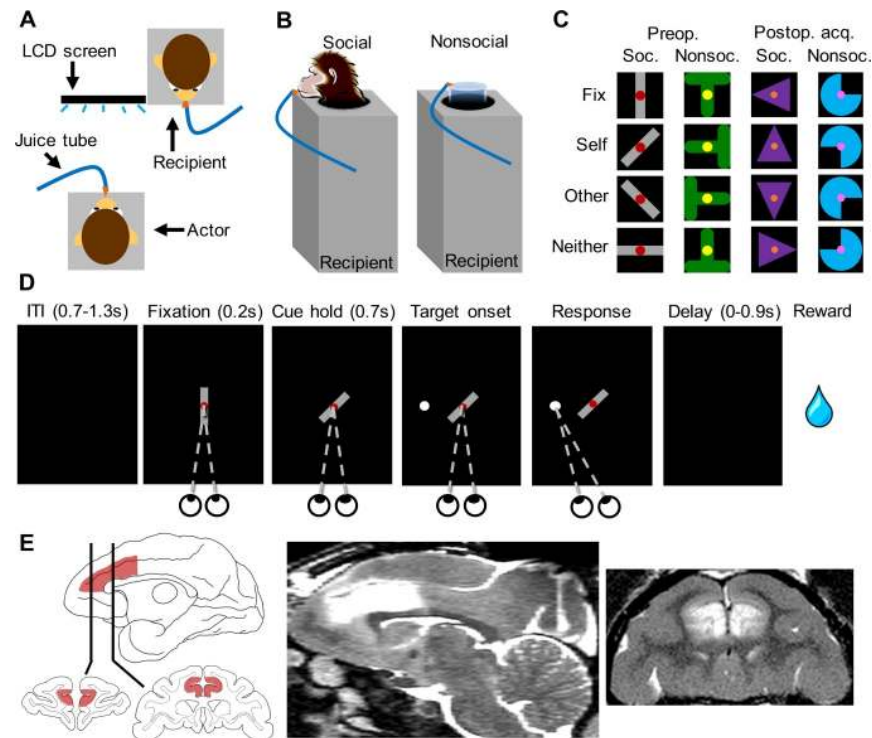 A
LCD screen
Juice tube
Recipient
Actor
B
Social
Nonsocial
Recipient
Recipient
C
Preop.
Postop. acq.
Soc.
Nonsoc.
Soc.
Nonsoc.
Fix
Self
Other
Neither
D
ITI (0.7-1.3s)
Fixation (0.2s)
Cue hold (0.7s)
Target onset
Response
Delay (0-0.9s)
Reward
E